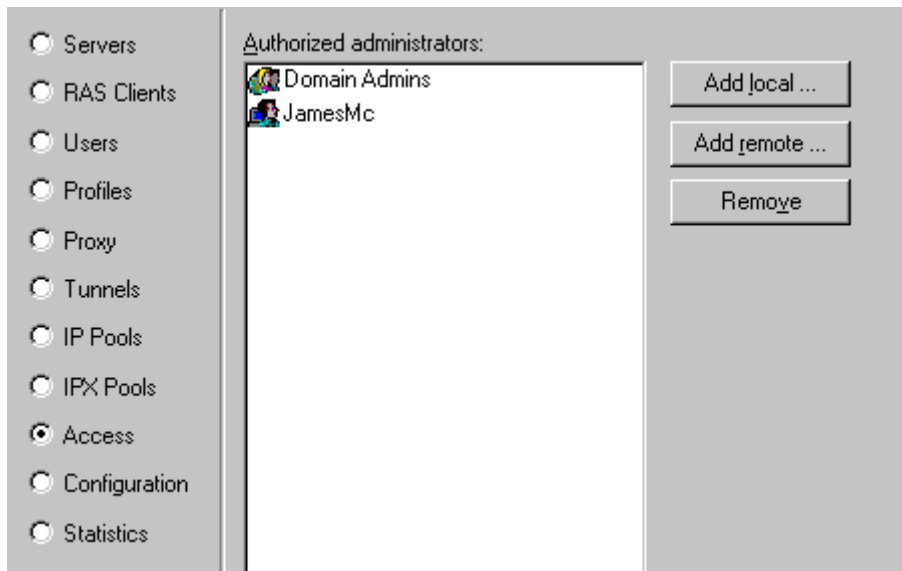 Servers
RAS Clients
Users
Profiles
Proxy
Tunnels
IP Pools
IPX Pools
Access
Configuration
Statistics
Authorized administrators:
Domain Admins
JamesMc
Add local ...
Add remote ...
Remove